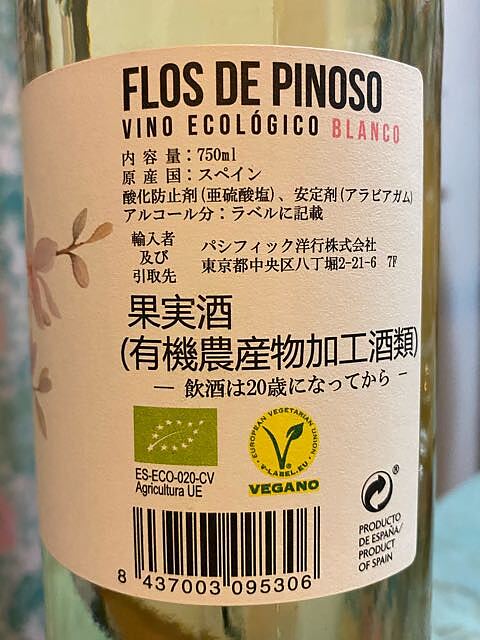 FLOS DE PINOSO
VINO ECOLÓGICO BLANCO
内容量：750ml
原産国：スペイン
酸化防止剤(亜硫酸塩)、安定剤(アラビアガム)
アルコール分：ラベルに記載
輸入者及び引取先 パシフィック洋行株式会社
東京都中央区八丁堀2-21-6 7F
果実酒
(有機農産物加工酒類)
― 飲酒は20歳になってから ―
ES-ECO-020-CV
Agricultura UE
EUROPEAN VEGETARIAN UNION
V-LABEL.EU
VEGANO
®
PRODUCTO
DE ESPAÑA/
PRODUCT
OF SPAIN
8 437003 095306